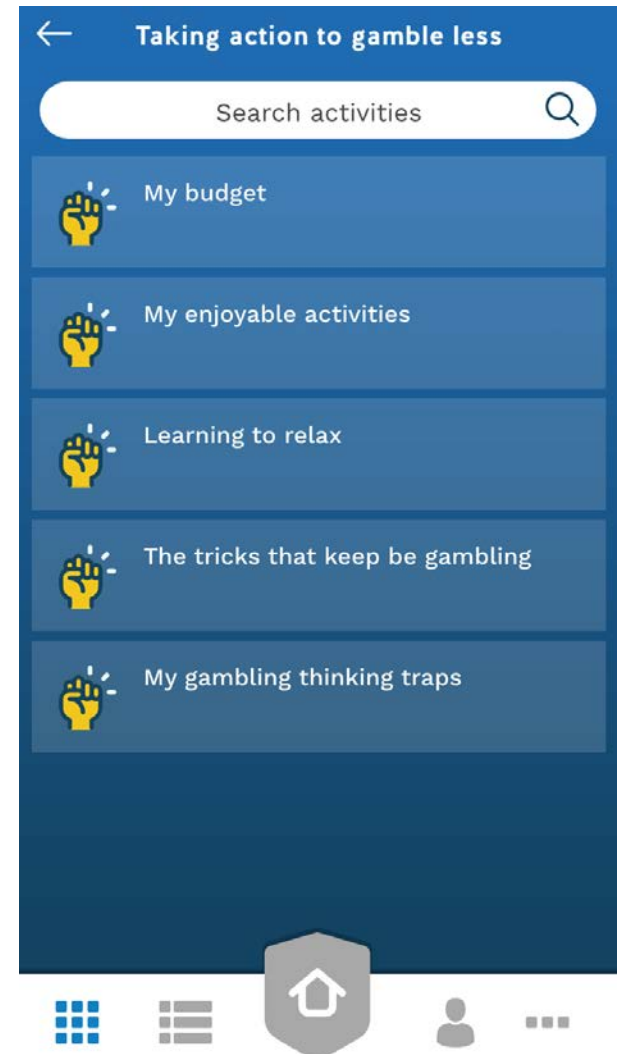 Taking action to gamble less
Search activities
My budget
My enjoyable activities
Learning to relax
The tricks that keep be gambling
My gambling thinking traps